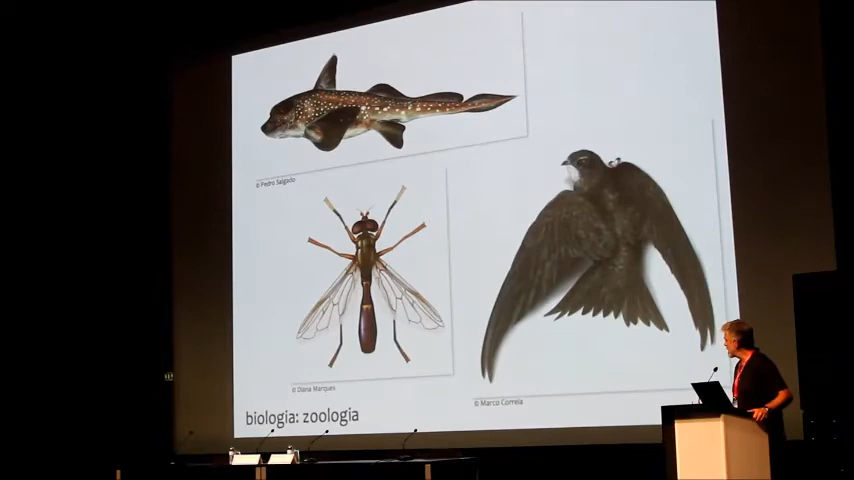 © Pedro Salgado
© Diana Marques
© Marco Correia
biologia: zoologia